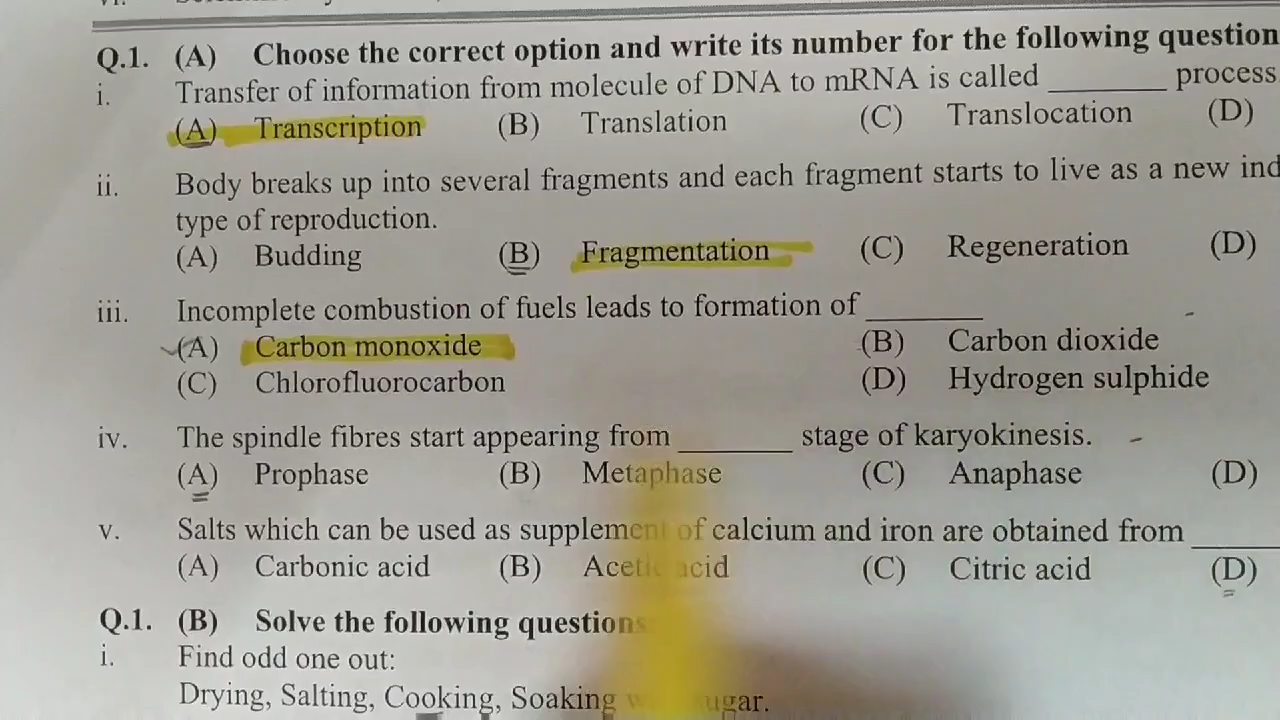 Q.1. (A) Choose the correct option and write its number for the following question
i. Transfer of information from molecule of DNA to mRNA is called ________ process
(A) Transcription (B) Translation (C) Translocation (D)
ii. Body breaks up into several fragments and each fragment starts to live as a new ind
type of reproduction.
(A) Budding (B) Fragmentation (C) Regeneration (D)
iii. Incomplete combustion of fuels leads to formation of ________
(A) Carbon monoxide (B) Carbon dioxide
(C) Chlorofluorocarbon (D) Hydrogen sulphide
iv. The spindle fibres start appearing from ________ stage of karyokinesis.
(A) Prophase (B) Metaphase (C) Anaphase (D)
v. Salts which can be used as supplement of calcium and iron are obtained from ________
(A) Carbonic acid (B) Acetic acid (C) Citric acid (D)
Q.1. (B) Solve the following questions
i. Find odd one out:
Drying, Salting, Cooking, Soaking